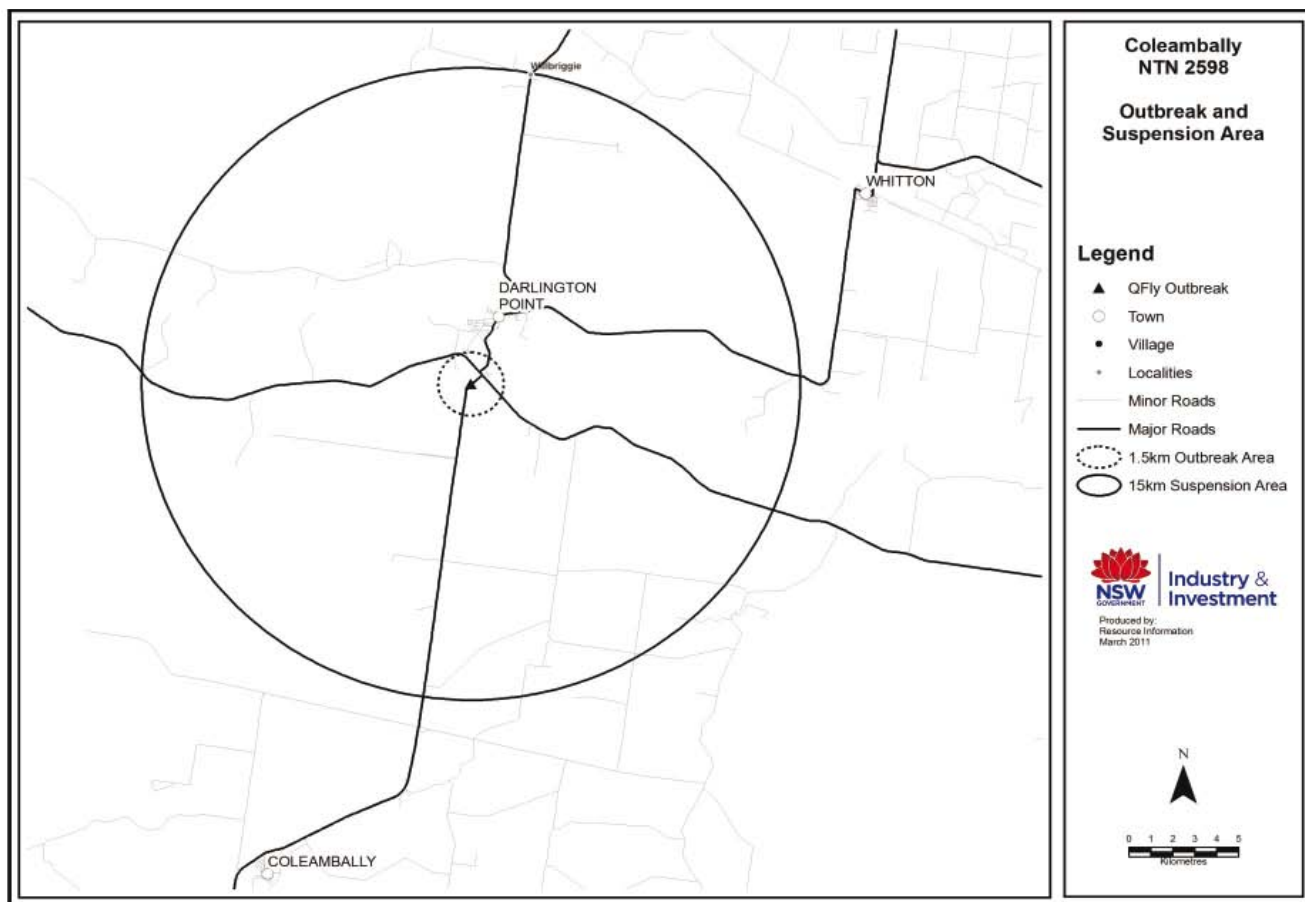 Willbriggie
WHITTON
DARLINGTON
POINT
COLEAMBALLY
Coleambally
NTN 2598
Outbreak and
Suspension Area
Legend
QFly Outbreak
Town
Village
Localities
Minor Roads
Major Roads
1.5km Outbreak Area
15km Suspension Area
NSW
GOVERNMENT
Industry &
Investment
Produced by:
Resource Information
March 2011
N
0 1 2 3 4 5
Kilometres